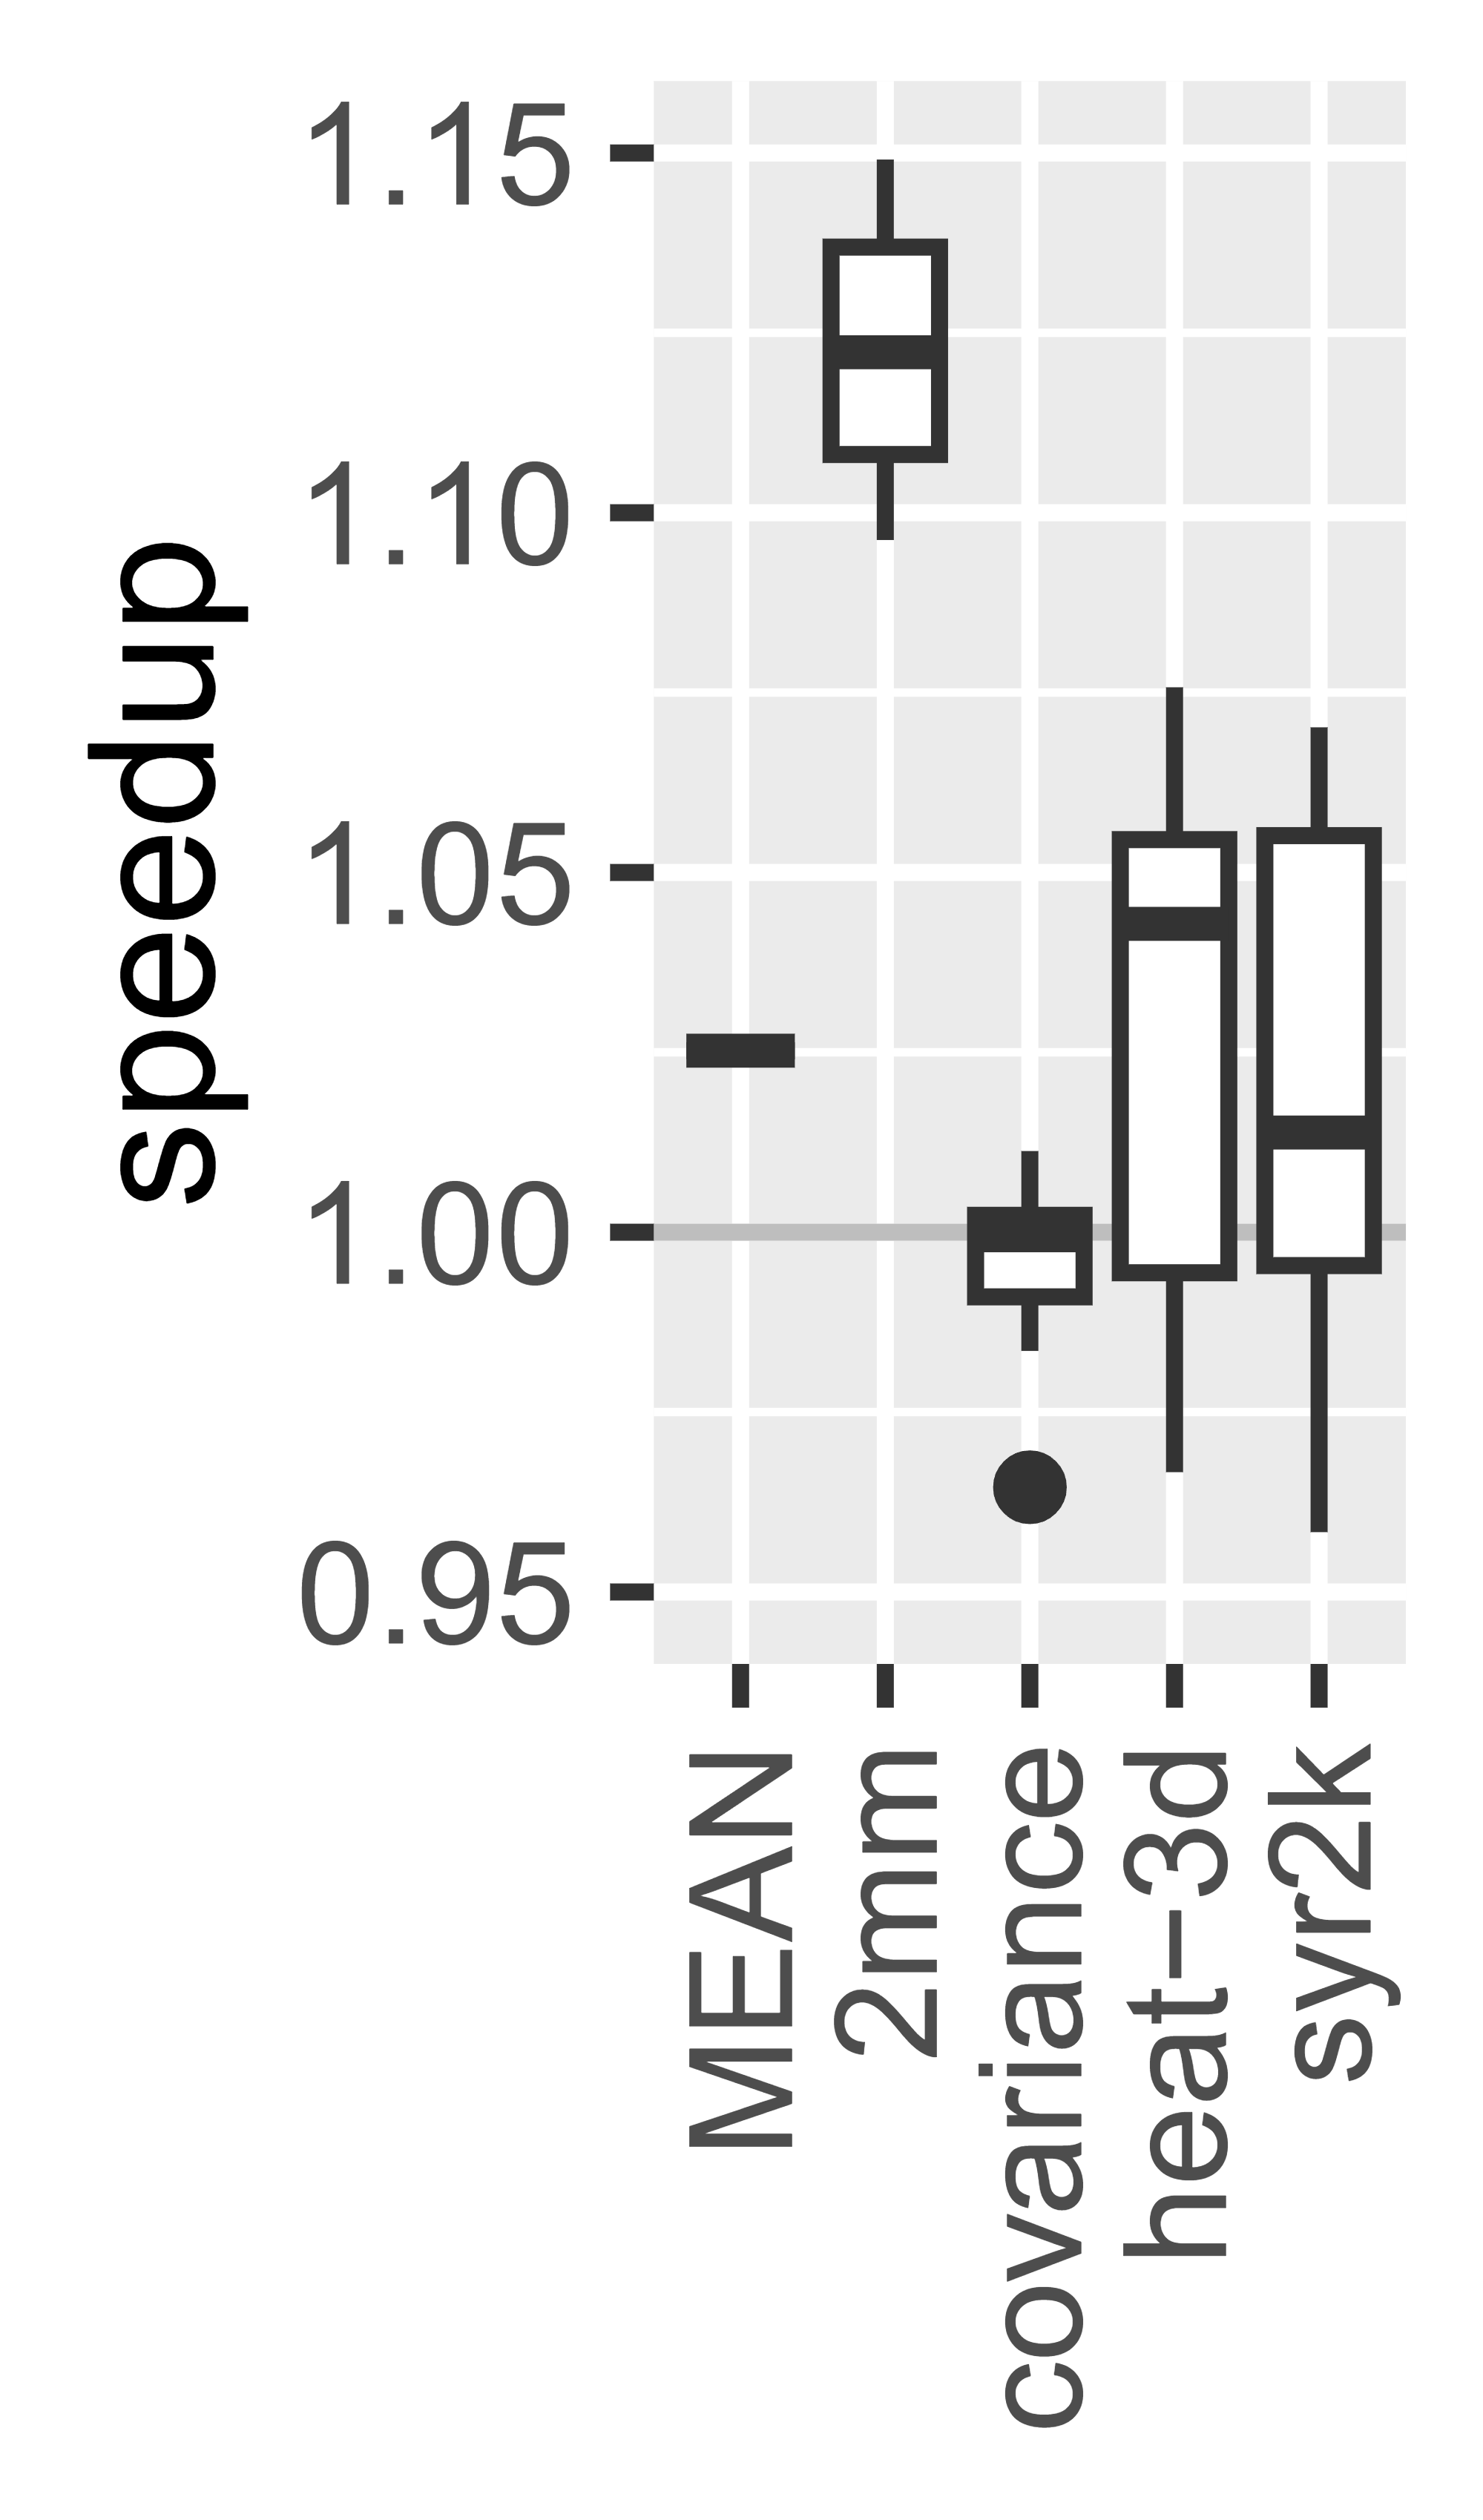 speedup
1.15
1.10
1.05
1.00
0.95
MEAN
2mm
covariance
heat-3d
syr2k